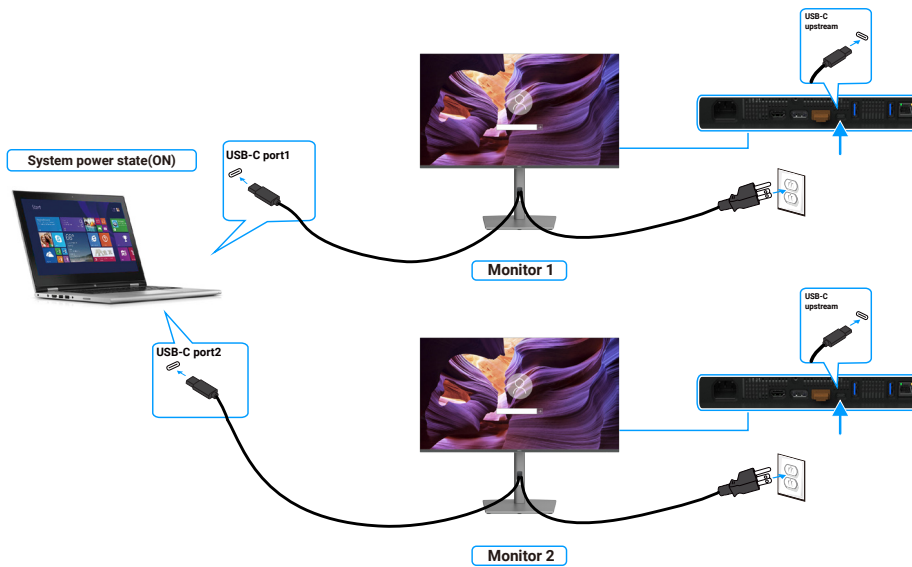 USB-C
upstream
System power state(ON)
USB-C port1
Monitor 1
USB-C
upstream
USB-C port2
Monitor 2